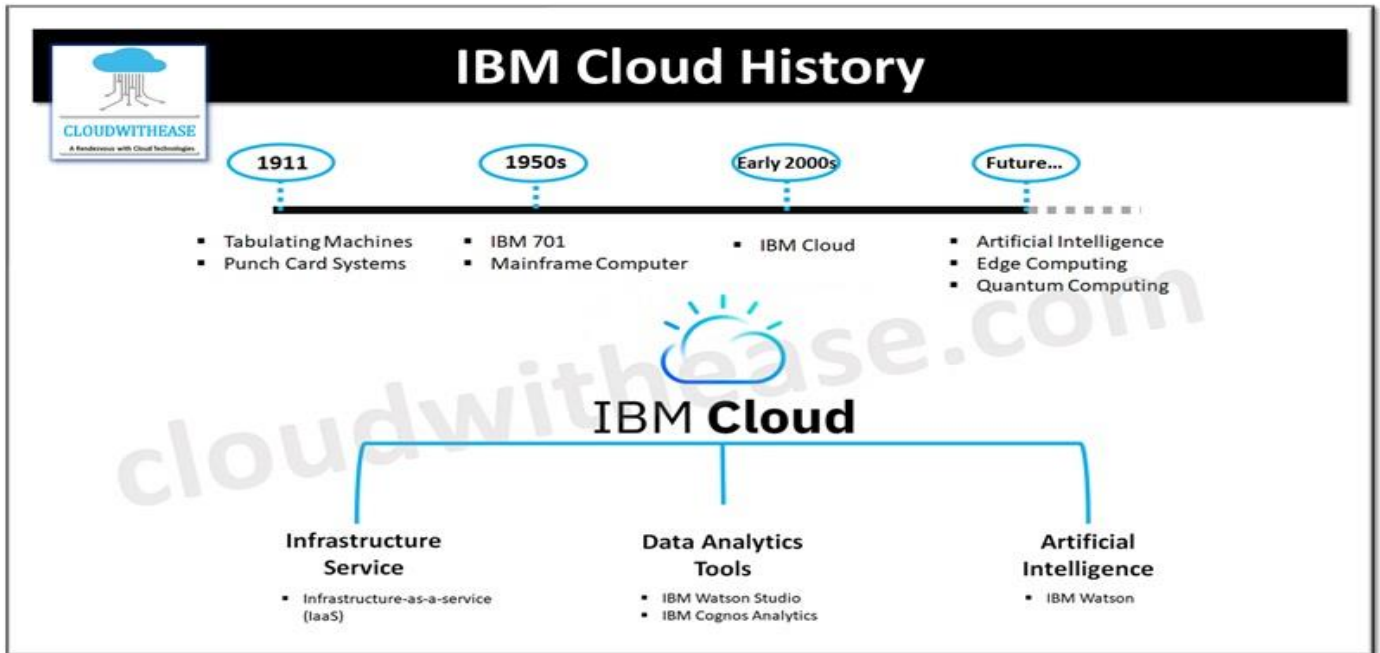 IBM Cloud History
CLOUDWITHEASE
A Rendezvous with Cloud Technologies
1911
1950s
Early 2000s
Future...
▪ Tabulating Machines
▪ Punch Card Systems
▪ IBM 701
▪ Mainframe Computer
▪ IBM Cloud
▪ Artificial Intelligence
▪ Edge Computing
▪ Quantum Computing
cloudwithease.com
IBM Cloud
Infrastructure
Service
▪ Infrastructure-as-a-service
(IaaS)
Data Analytics
Tools
▪ IBM Watson Studio
▪ IBM Cognos Analytics
Artificial
Intelligence
▪ IBM Watson